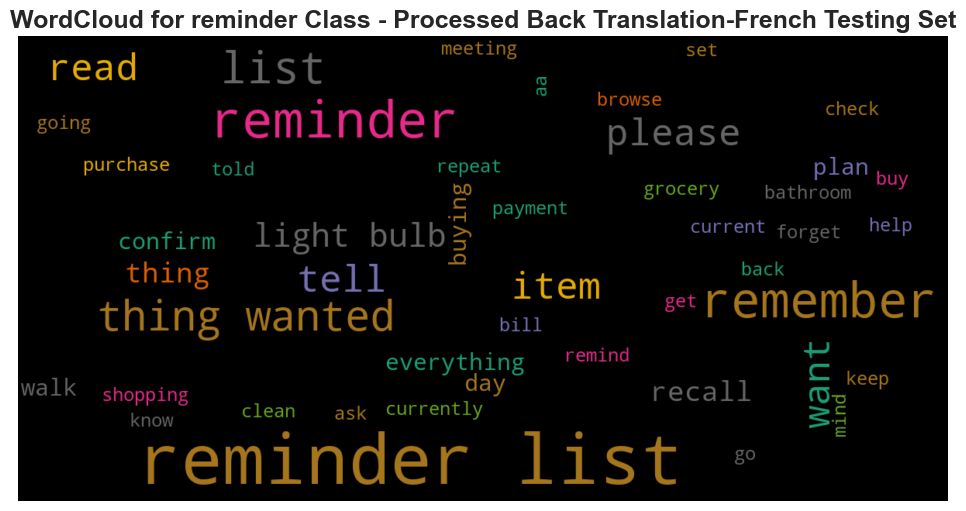 WordCloud for reminder Class - Processed Back Translation-French Testing Set
meeting
set
read
list
aa
browse
check
going
reminder
please
purchase
told
repeat
plan
buy
grocery
bathroom
buying
payment
current
forget
help
confirm
light bulb
thing
tell
back
item
get
remember
thing wanted
bill
everything
remind
walk
day
want
keep
shopping
recall
know
clean
ask
currently
mind
reminder list
go